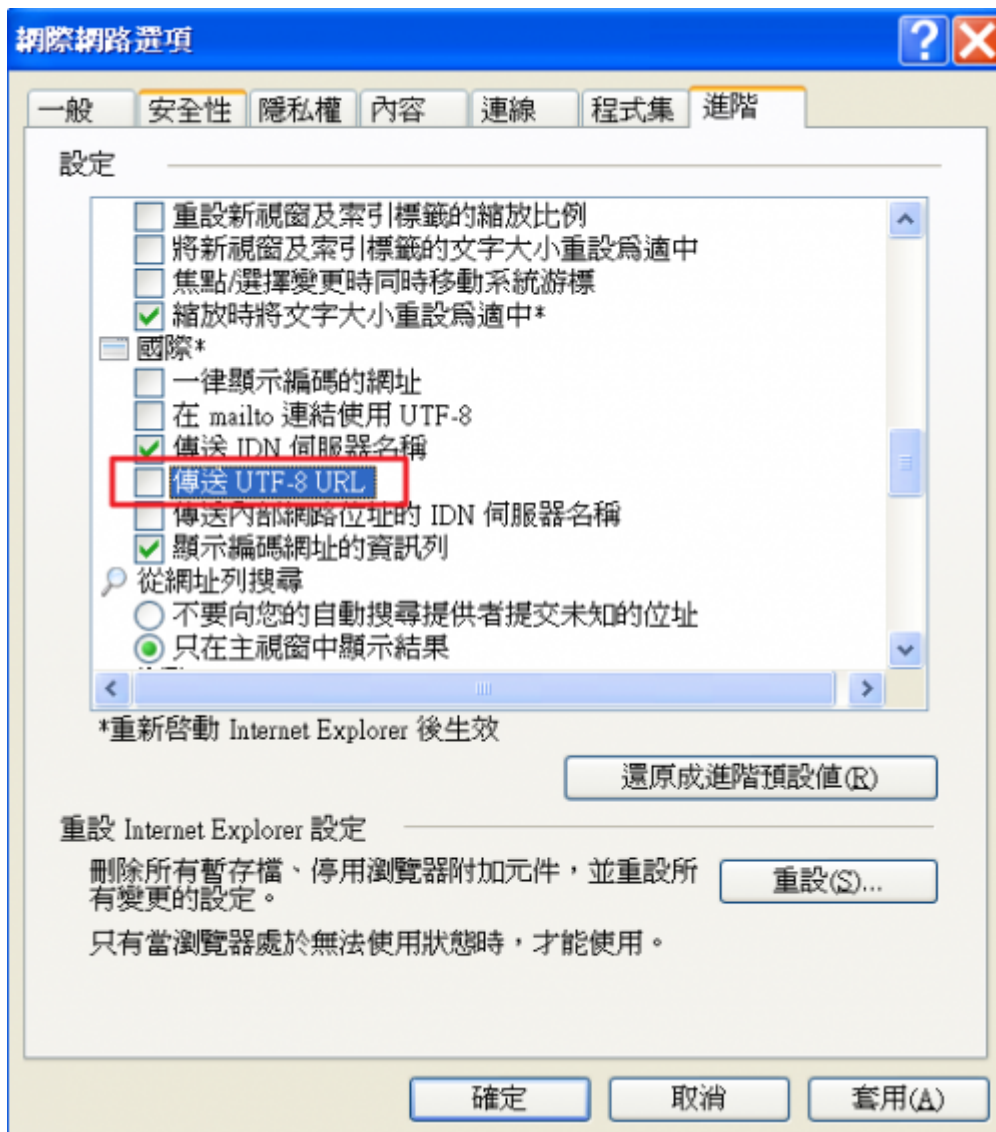 網際網路選項
一般 安全性 隱私權 內容 連線 程式集 進階
設定
重設新視窗及索引標籤的縮放比例
將新視窗及索引標籤的文字大小重設為適中
焦點/選擇變更時同時移動系統游標
縮放時將文字大小重設為適中*
國際*
一律顯示編碼的網址
在 mailto 連結使用 UTF-8
傳送 IDN 伺服器名稱
傳送 UTF-8 URL
傳送內部網路位址的 IDN 伺服器名稱
顯示編碼網址的資訊列
從網址列搜尋
不要向您的自動搜尋提供者提交未知的位址
只在主視窗中顯示結果
*重新啟動 Internet Explorer 後生效
還原成進階預設值(R)
重設 Internet Explorer 設定
刪除所有暫存檔、停用瀏覽器附加元件，並重設所
有變更的設定。
重設(S)...
只有當瀏覽器處於無法使用狀態時，才能使用。
確定 取消 套用(A)